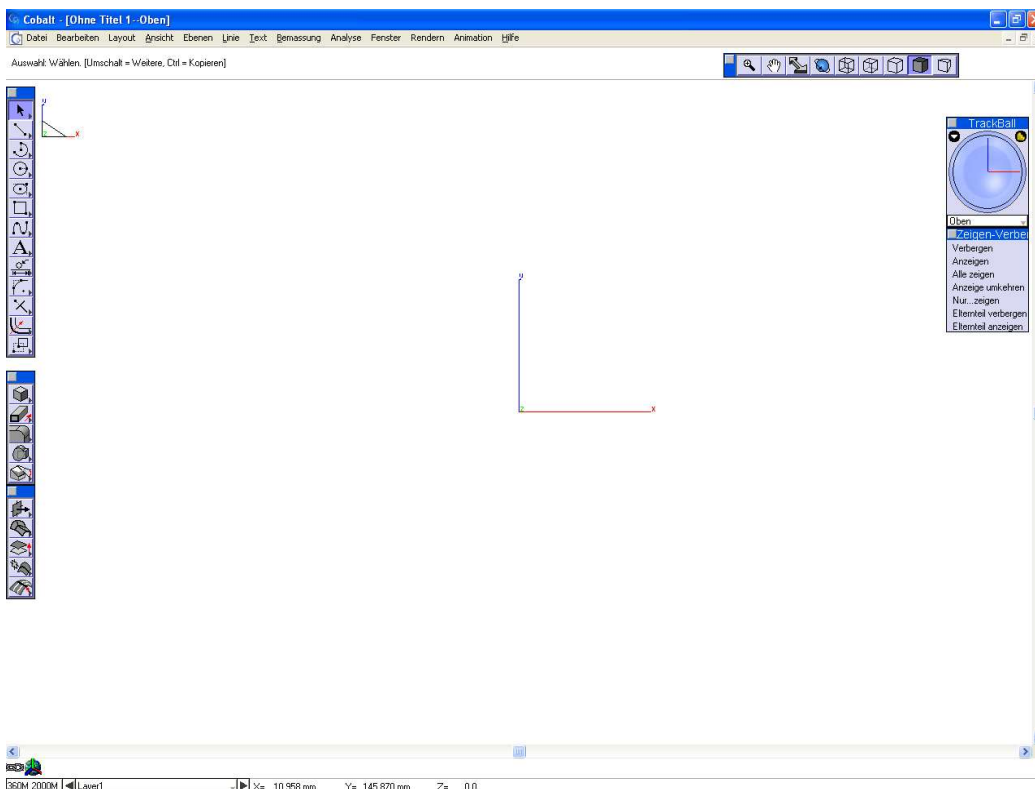 Cobalt - [Ohne Titel 1--Oben]
Datei Bearbeiten Layout Ansicht Ebenen Linie Text Bemassung Analyse Fenster Rendern Animation Hilfe
Auswahl: Wählen. [Umschalt = Weitere, Ctrl = Kopieren]
y
z x
TrackBall
Oben
Zeigen-Verbe
Verbergen
Anzeigen
Alle zeigen
Anzeige umkehren
Nur...zeigen
Elternteil verbergen
Elternteil anzeigen
A
y
z x
360M 2000M Layer1 X= 10.958 mm Y= 145.870 mm Z= 0.0